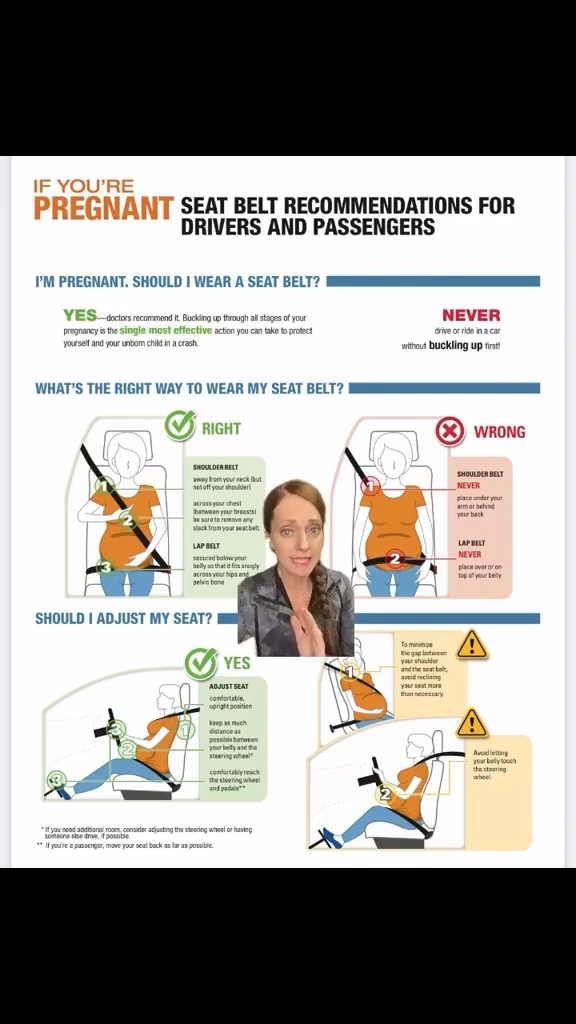 IF YOU'RE
PREGNANT SEAT BELT RECOMMENDATIONS FOR
DRIVERS AND PASSENGERS
I'M PREGNANT. SHOULD I WEAR A SEAT BELT?
YES—doctors recommend it. Buckling up through all stages of your
pregnancy is the single most effective action you can take to protect
yourself and your unborn child in a crash.
NEVER
drive or ride in a car
without buckling up first!
WHAT'S THE RIGHT WAY TO WEAR MY SEAT BELT?
RIGHT
SHOULDER BELT
away from your neck (but
not off your shoulder)
across your chest
(between your breasts)
be sure to remove any
slack from your seat belt
LAP BELT
secured below your
belly so that it fits snugly
across your hips and
pelvic bone
1
2
3
WRONG
SHOULDER BELT
NEVER
place under your
arm or behind
your back
LAP BELT
NEVER
place over or on
top of your belly
1
2
SHOULD I ADJUST MY SEAT?
YES
ADJUST SEAT
comfortable,
upright position
keep as much
distance as
possible between
your belly and the
steering wheel*
comfortably reach
the steering wheel
and pedals**
1
3
2
3
To minimize
the gap between
your shoulder
and the seat belt,
avoid reclining
your seat more
than necessary.
1
Avoid letting
your belly touch
the steering
wheel.
2
* If you need additional room, consider adjusting the steering wheel or having
someone else drive, if possible.
** If you're a passenger, move your seat back as far as possible.